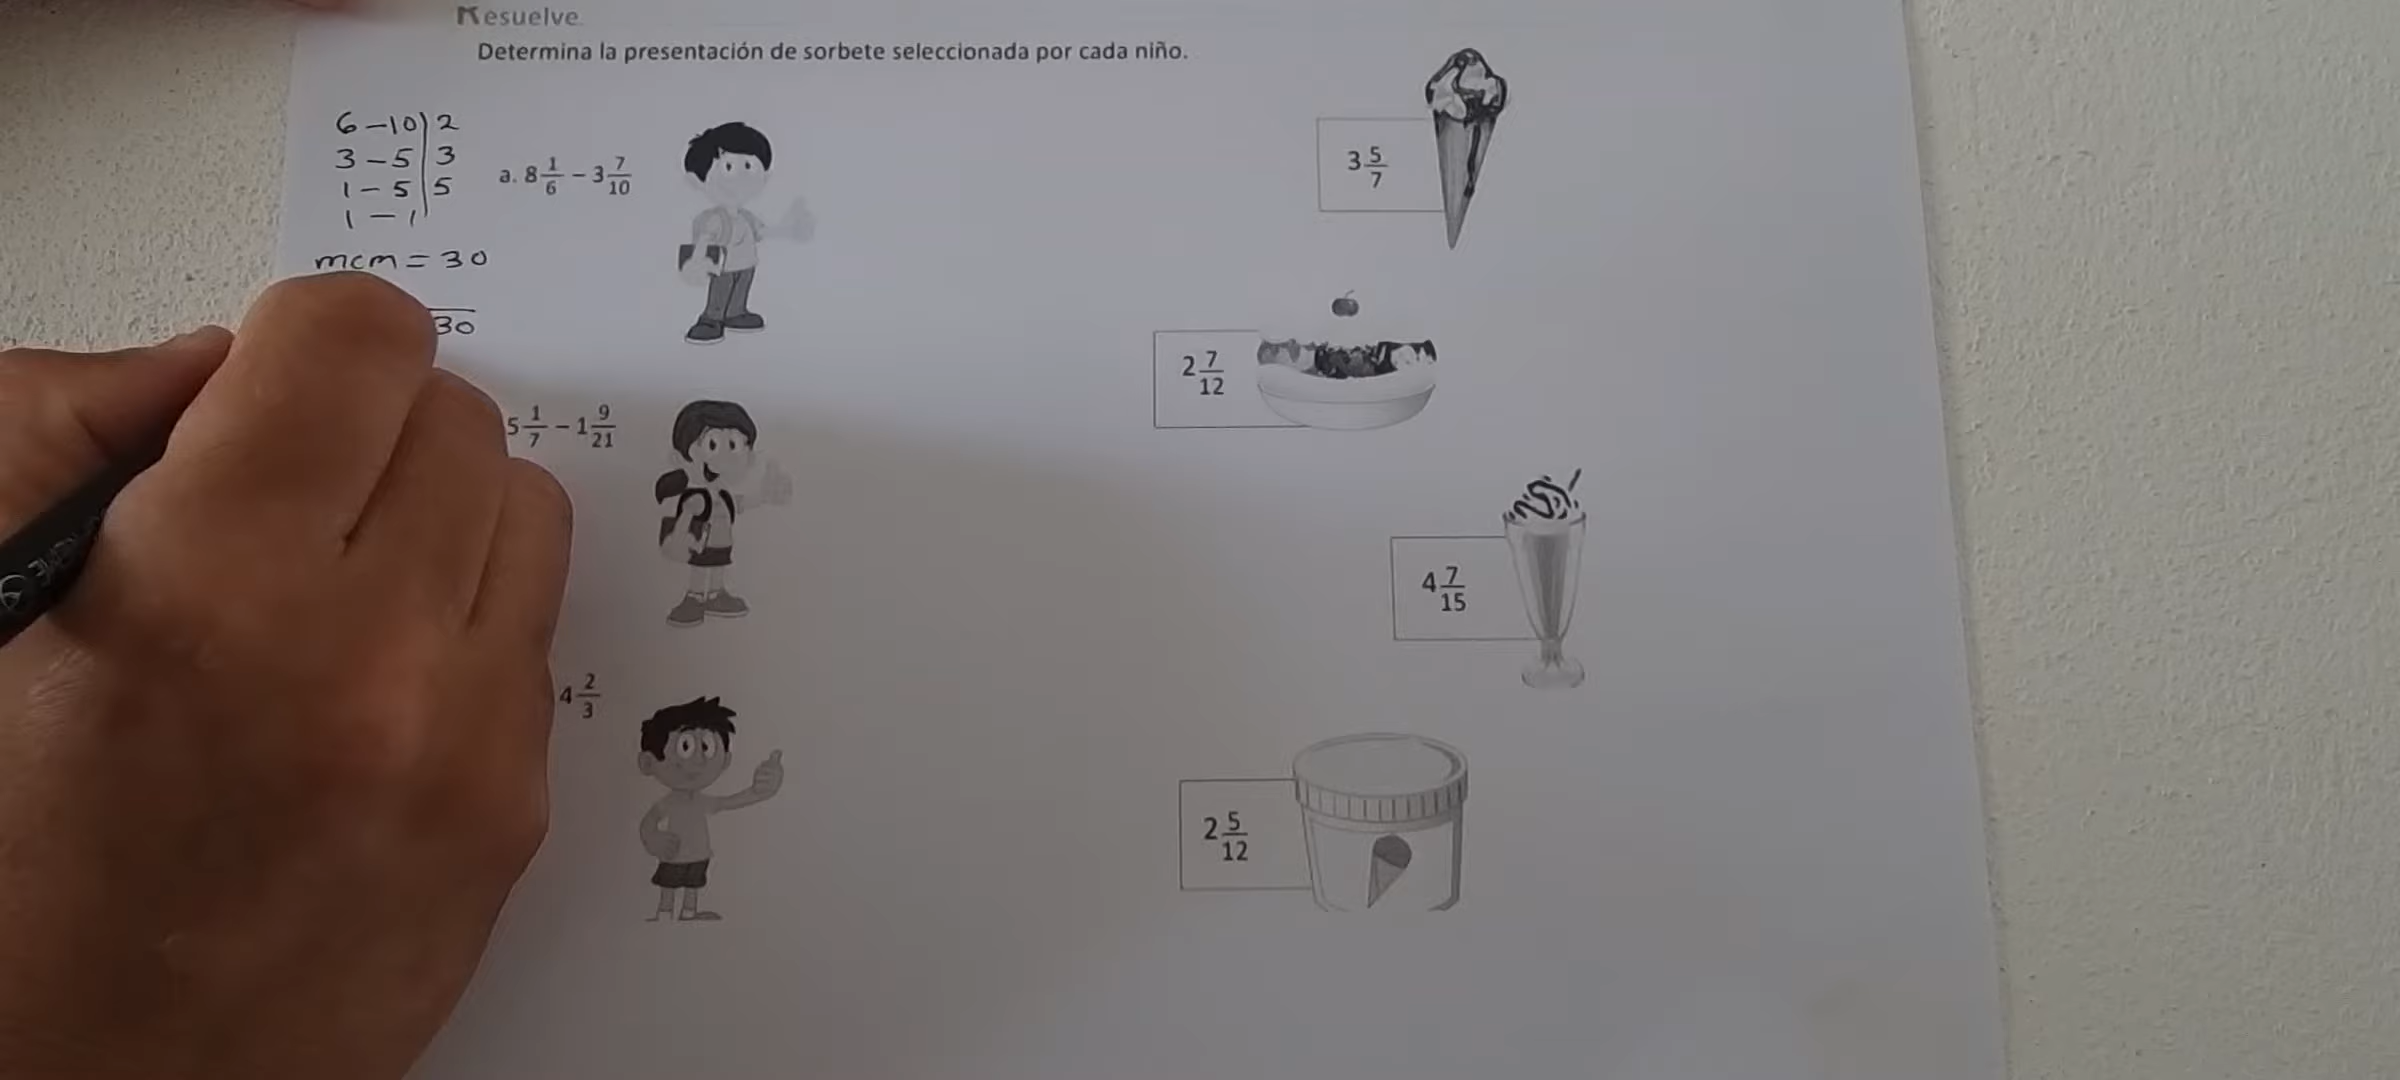 Resuelve.
Determina la presentación de sorbete seleccionada por cada niño.
6 – 10 | 2
3 – 5 | 3
1 – 5 | 5
1 – 1
mcm = 30
30
a. 8 1/6 – 3 7/10
5 1/7 – 1 9/21
4 2/3
3 5/7
2 7/12
4 7/15
2 5/12